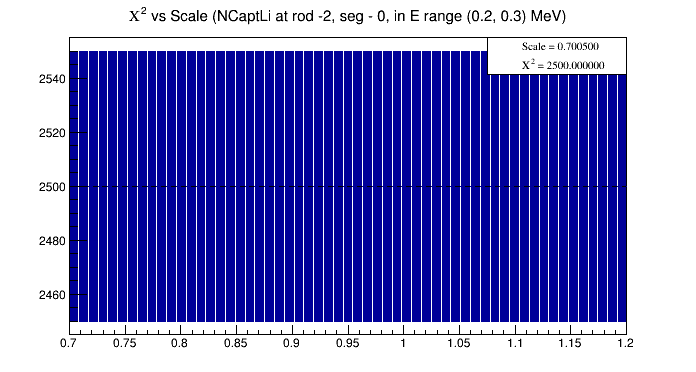 X² vs Scale (NCaptLi at rod -2, seg - 0, in E range (0.2, 0.3) MeV)
Scale = 0.700500
X² = 2500.000000
2540
2520
2500
2480
2460
0.7 0.75 0.8 0.85 0.9 0.95 1 1.05 1.1 1.15 1.2